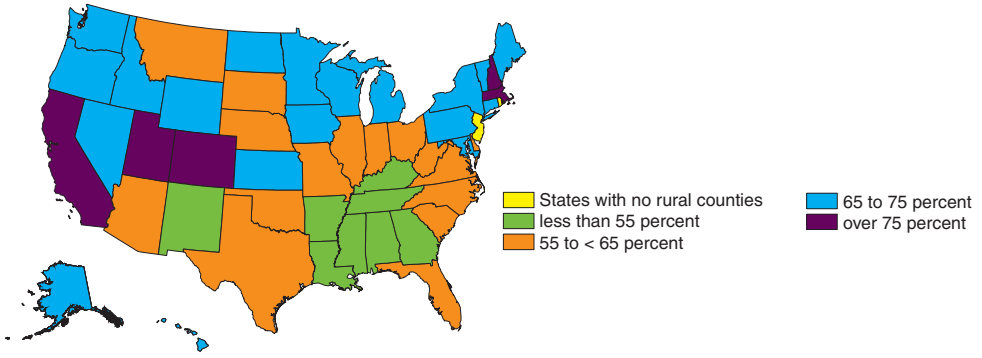 States with no rural counties
less than 55 percent
55 to < 65 percent
65 to 75 percent
over 75 percent